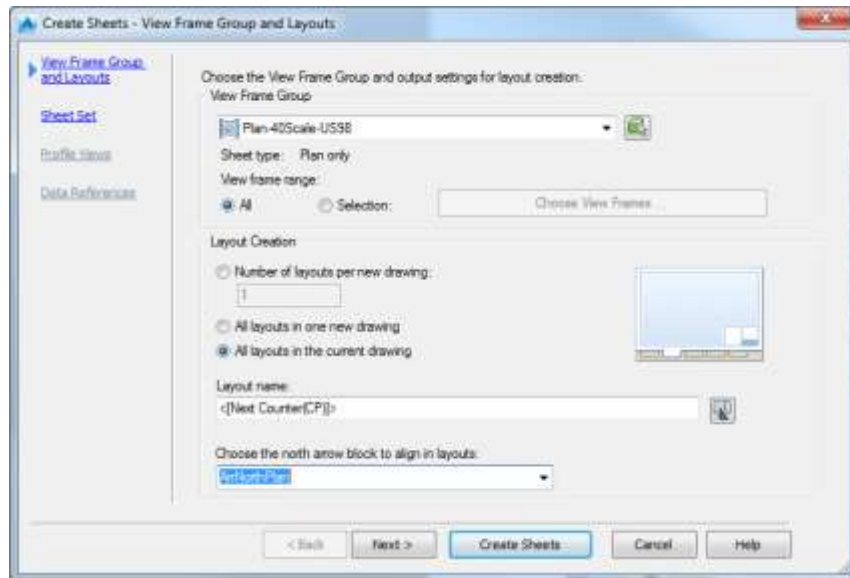 Create Sheets - View Frame Group and Layouts
View Frame Group
and Layouts
Sheet Set
Profile Views
Data References
Choose the View Frame Group and output settings for layout creation.
View Frame Group
Plan-40Scale-US98
Sheet type: Plan only
View frame range:
All Selection: Choose View Frames ...
Layout Creation
Number of layouts per new drawing:
1
All layouts in one new drawing
All layouts in the current drawing
Layout name:
<[Next Counter(CP)]>
Choose the north arrow block to align in layouts:
< Back Next > Create Sheets Cancel Help